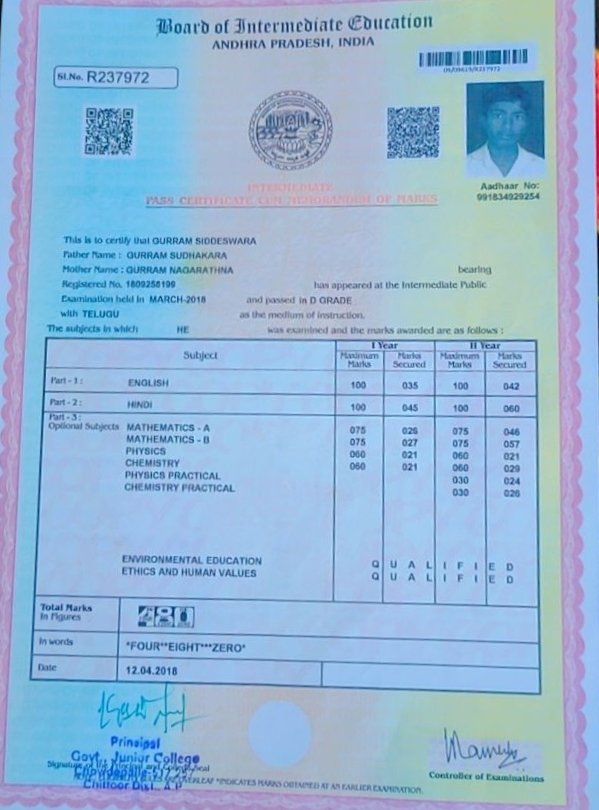 Board of Intermediate Education
ANDHRA PRADESH, INDIA
Sl.No. R237972
INTERMEDIATE
PASS CERTIFICATE CUM MEMORANDUM OF MARKS
Aadhaar No:
991834929254
This is to certify that GURRAM SIDDESWARA
Father Name : GURRAM SUDHAKARA
Mother Name : GURRAM NAGARATHNA bearing
Registered No. 1809258199 has appeared at the Intermediate Public
Examination held in MARCH-2018 and passed in D GRADE
with TELUGU as the medium of instruction.
The subjects in which HE was examined and the marks awarded are as follows :
Subject I Year II Year
Maximum Marks Marks Secured Maximum Marks Marks Secured
Part - 1 : ENGLISH 100 035 100 042
Part - 2 : HINDI 100 045 100 060
Part - 3 :
Optional Subjects MATHEMATICS - A 075 026 075 046
MATHEMATICS - B 075 027 075 057
PHYSICS 060 021 060 021
CHEMISTRY 060 021 060 029
PHYSICS PRACTICAL 030 024
CHEMISTRY PRACTICAL 030 026
ENVIRONMENTAL EDUCATION Q U A L I F I E D
ETHICS AND HUMAN VALUES Q U A L I F I E D
Total Marks
In Figures 480
In words *FOUR**EIGHT***ZERO*
Date 12.04.2018
Principal
Govt. Junior College
Signature of the Principal and College Seal
Chittoor Dist. A.P
*INDICATES MARKS OBTAINED AT AN EARLIER EXAMINATION.
Controller of Examinations